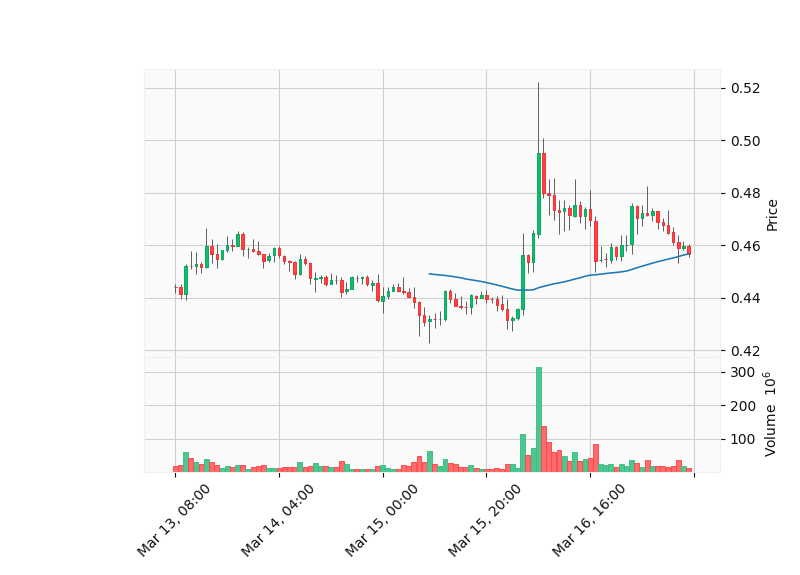 0.52
0.50
0.48
0.46
0.44
0.42
Price
300
200
100
Volume 10^6
Mar 13, 08:00
Mar 14, 04:00
Mar 15, 00:00
Mar 15, 20:00
Mar 16, 16:00